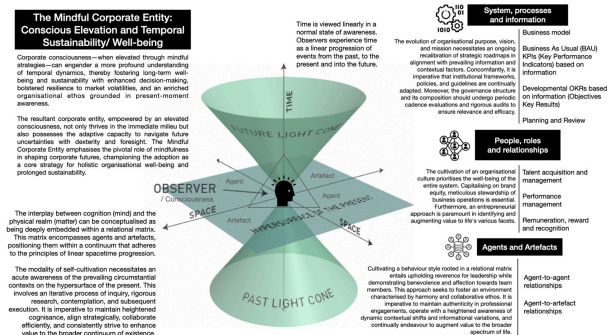 The Mindful Corporate Entity:
Conscious Elevation and Temporal
Sustainability/ Well-being
Corporate consciousness—when elevated through mindful
strategies—can engender a more profound understanding
of temporal dynamics, thereby fostering long-term well-
being and sustainability with enhanced decision-making,
bolstered resilience to market volatilities, and an enriched
organisational ethos grounded in present-moment
awareness.
The resultant corporate entity, empowered by an elevated
consciousness, not only thrives in the immediate milieu but
also possesses the adaptive capacity to navigate future
uncertainties with dexterity and foresight. The Mindful
Corporate Entity emphasises the pivotal role of mindfulness
in shaping corporate futures, championing the adoption as
a core strategy for holistic organisational well-being and
prolonged sustainability.
The interplay between cognition (mind) and the
physical realm (matter) can be conceptualised as
being deeply embedded within a relational matrix.
This matrix encompasses agents and artefacts,
positioning them within a continuum that adheres
to the principles of linear spacetime progression.
The modality of self-cultivation necessitates an
acute awareness of the prevailing circumstantial
contexts on the hypersurface of the present. This
involves an iterative process of inquiry, rigorous
research, contemplation, and subsequent
execution. It is imperative to maintain heightened
cognisance, align strategically, collaborate
efficiently, and consistently strive to enhance
value to the broader continuum of existence.
Time is viewed linearly in a
normal state of awareness.
Observers experience time
as a linear progression of
events from the past, to the
present and into the future.
TIME
FUTURE LIGHT CONE
OBSERVER
/ Consciousness
Agent
Artefact
Artefact
Agent
SPACE
SPACE
HYPERSURFACE OF THE PRESENT
PAST LIGHT CONE
110
01
1010
System, processes
and information
The evolution of organisational purpose, vision,
and mission necessitates an ongoing
recalibration of strategic roadmaps in
alignment with prevailing information and
contextual factors. Concomitantly, it is
imperative that institutional frameworks,
policies, and guidelines are continually
adapted. Moreover, the governance structure
and its composition should undergo periodic
cadence evaluations and rigorous audits to
ensure relevance and efficacy.
Business model
Business As Usual (BAU)
KPIs (Key Performance
Indicators) based on
information
Developmental OKRs based
on information (Objectives
Key Results)
Planning and Review
People, roles
and relationships
The cultivation of an organisational
culture prioritises the well-being of the
entire system. Capitalising on brand
equity, meticulous stewardship of
business operations is essential.
Furthermore, an entrepreneurial
approach is paramount in identifying and
augmenting value to life's various facets.
Talent acquisition and
management
Performance
management
Remuneration, reward
and recognition
Agents and Artefacts
Cultivating a behaviour style rooted in a relational matrix
entails upholding reverence for leadership while
demonstrating benevolence and affection towards team
members. This approach seeks to foster an environment
characterised by harmony and collaborative ethos. It is
imperative to maintain authenticity in professional
engagements, operate with a heightened awareness of
dynamic contextual shifts and informational variations, and
continually endeavour to augment value to the broader
spectrum of life.
Agent-to-agent
relationships
Agent-to-artefact
relationships